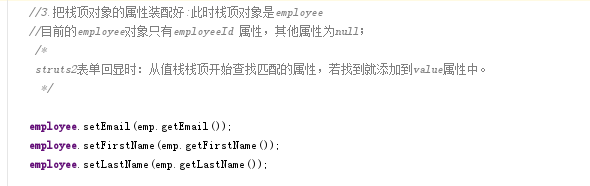 //3.把栈顶对象的属性装配好:此时栈顶对象是employee
//目前的employee对象只有employeeId 属性，其他属性为null；
/*
struts2表单回显时：从值栈栈顶开始查找匹配的属性，若找到就添加到value属性中。
*/
employee.setEmail(emp.getEmail());
employee.setFirstName(emp.getFirstName());
employee.setLastName(emp.getLastName());